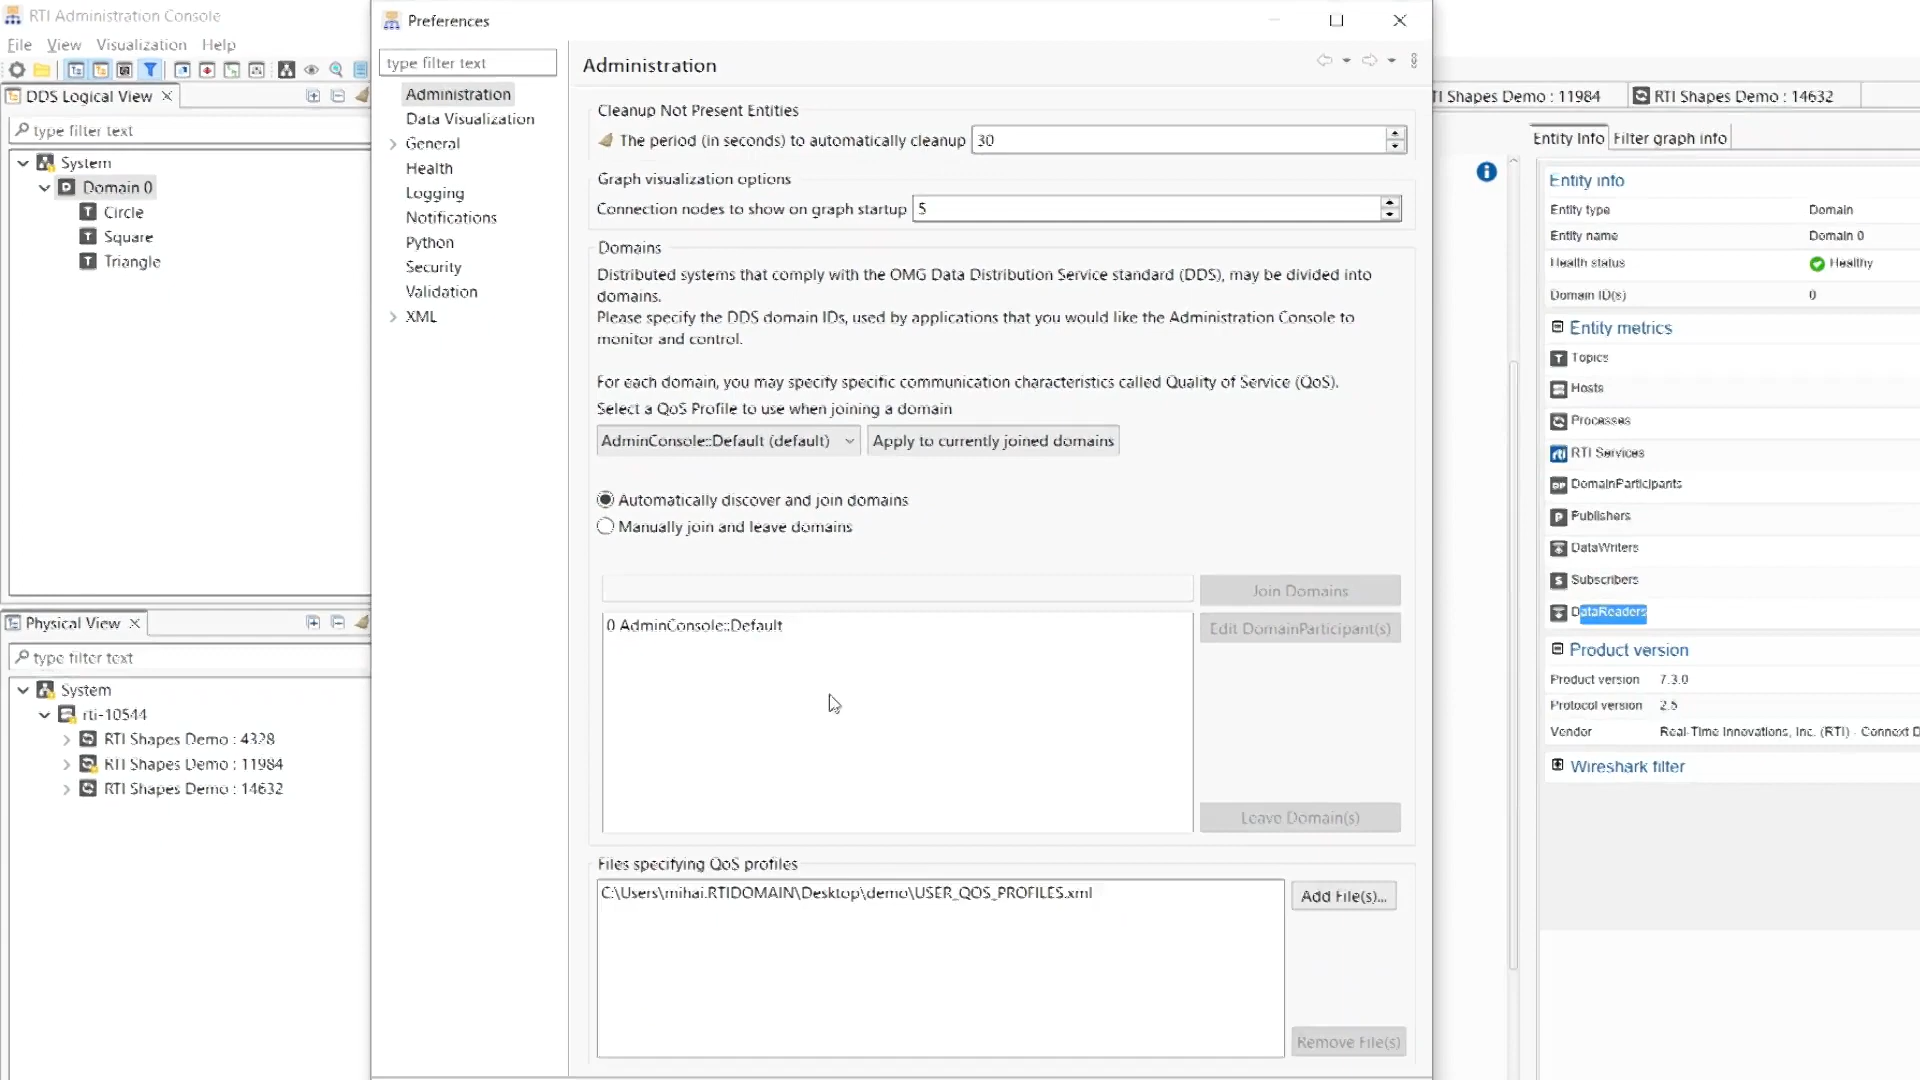 RTI Administration Console
File View Visualization Help
DDS Logical View
type filter text
System
Domain 0
Circle
Square
Triangle
Physical View
type filter text
System
rti-10544
RTI Shapes Demo : 4328
RTI Shapes Demo : 11984
RTI Shapes Demo : 14632
Preferences
type filter text
Administration
Data Visualization
General
Health
Logging
Notifications
Python
Security
Validation
XML
Administration
Cleanup Not Present Entities
The period (in seconds) to automatically cleanup 30
Graph visualization options
Connection nodes to show on graph startup 5
Domains
Distributed systems that comply with the OMG Data Distribution Service standard (DDS), may be divided into
domains.
Please specify the DDS domain IDs, used by applications that you would like the Administration Console to
monitor and control.
For each domain, you may specify specific communication characteristics called Quality of Service (QoS).
Select a QoS Profile to use when joining a domain
AdminConsole::Default (default) Apply to currently joined domains
Automatically discover and join domains
Manually join and leave domains
Join Domains
0 AdminConsole::Default
Edit DomainParticipant(s)
Leave Domain(s)
Files specifying QoS profiles
C:\Users\mihai.RTIDOMAIN\Desktop\demo\USER_QOS_PROFILES.xml
Add File(s)...
Remove File(s)
TI Shapes Demo : 11984 RTI Shapes Demo : 14632
Entity Info Filter graph info
Entity info
Entity type Domain
Entity name Domain 0
Health status Healthy
Domain ID(s) 0
Entity metrics
Topics
Hosts
Processes
RTI Services
DomainParticipants
Publishers
DataWriters
Subscribers
DataReaders
Product version
Product version 7.3.0
Protocol version 2.5
Vendor Real-Time Innovations, Inc. (RTI) - Connext D
Wireshark filter